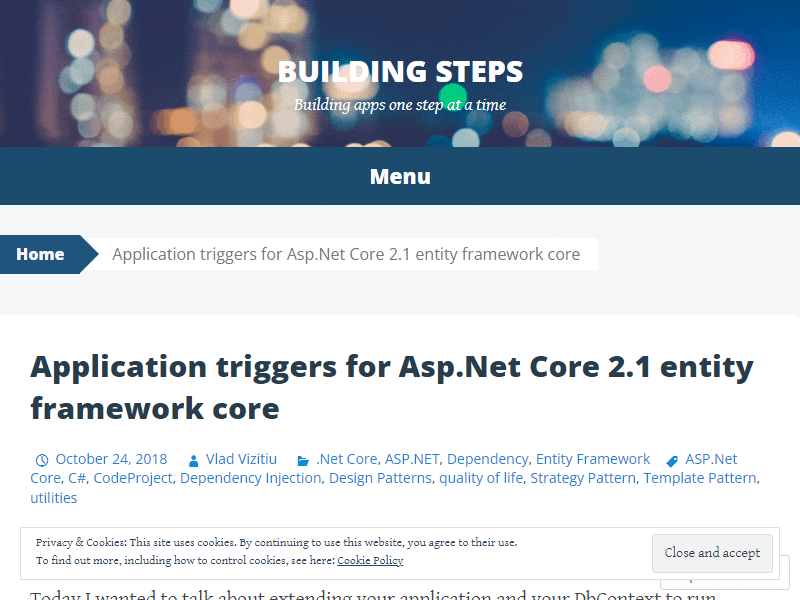 BUILDING STEPS
Building apps one step at a time
Menu
Home
Application triggers for Asp.Net Core 2.1 entity framework core
Application triggers for Asp.Net Core 2.1 entity
framework core
October 24, 2018 Vlad Vizitiu .Net Core, ASP.NET, Dependency, Entity Framework ASP.Net
Core, C#, CodeProject, Dependency Injection, Design Patterns, quality of life, Strategy Pattern, Template Pattern,
utilities
Privacy & Cookies: This site uses cookies. By continuing to use this website, you agree to their use.
To find out more, including how to control cookies, see here: Cookie Policy
Close and accept
Today I wanted to talk about extending your application and your DbContext to run